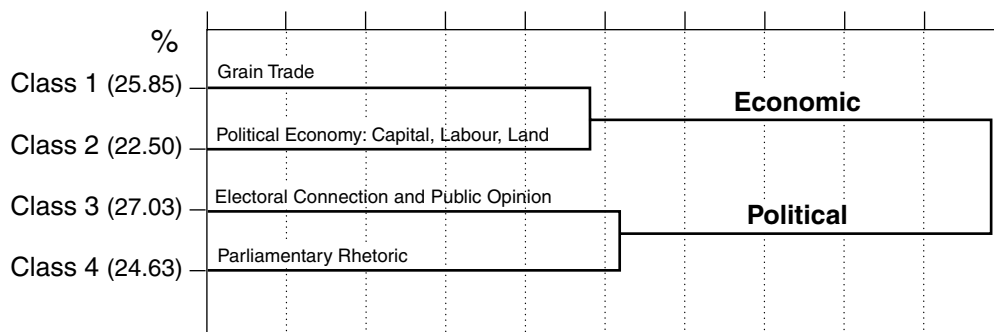 %
Class 1 (25.85)
Grain Trade
Economic
Class 2 (22.50)
Political Economy: Capital, Labour, Land
Class 3 (27.03)
Electoral Connection and Public Opinion
Political
Class 4 (24.63)
Parliamentary Rhetoric